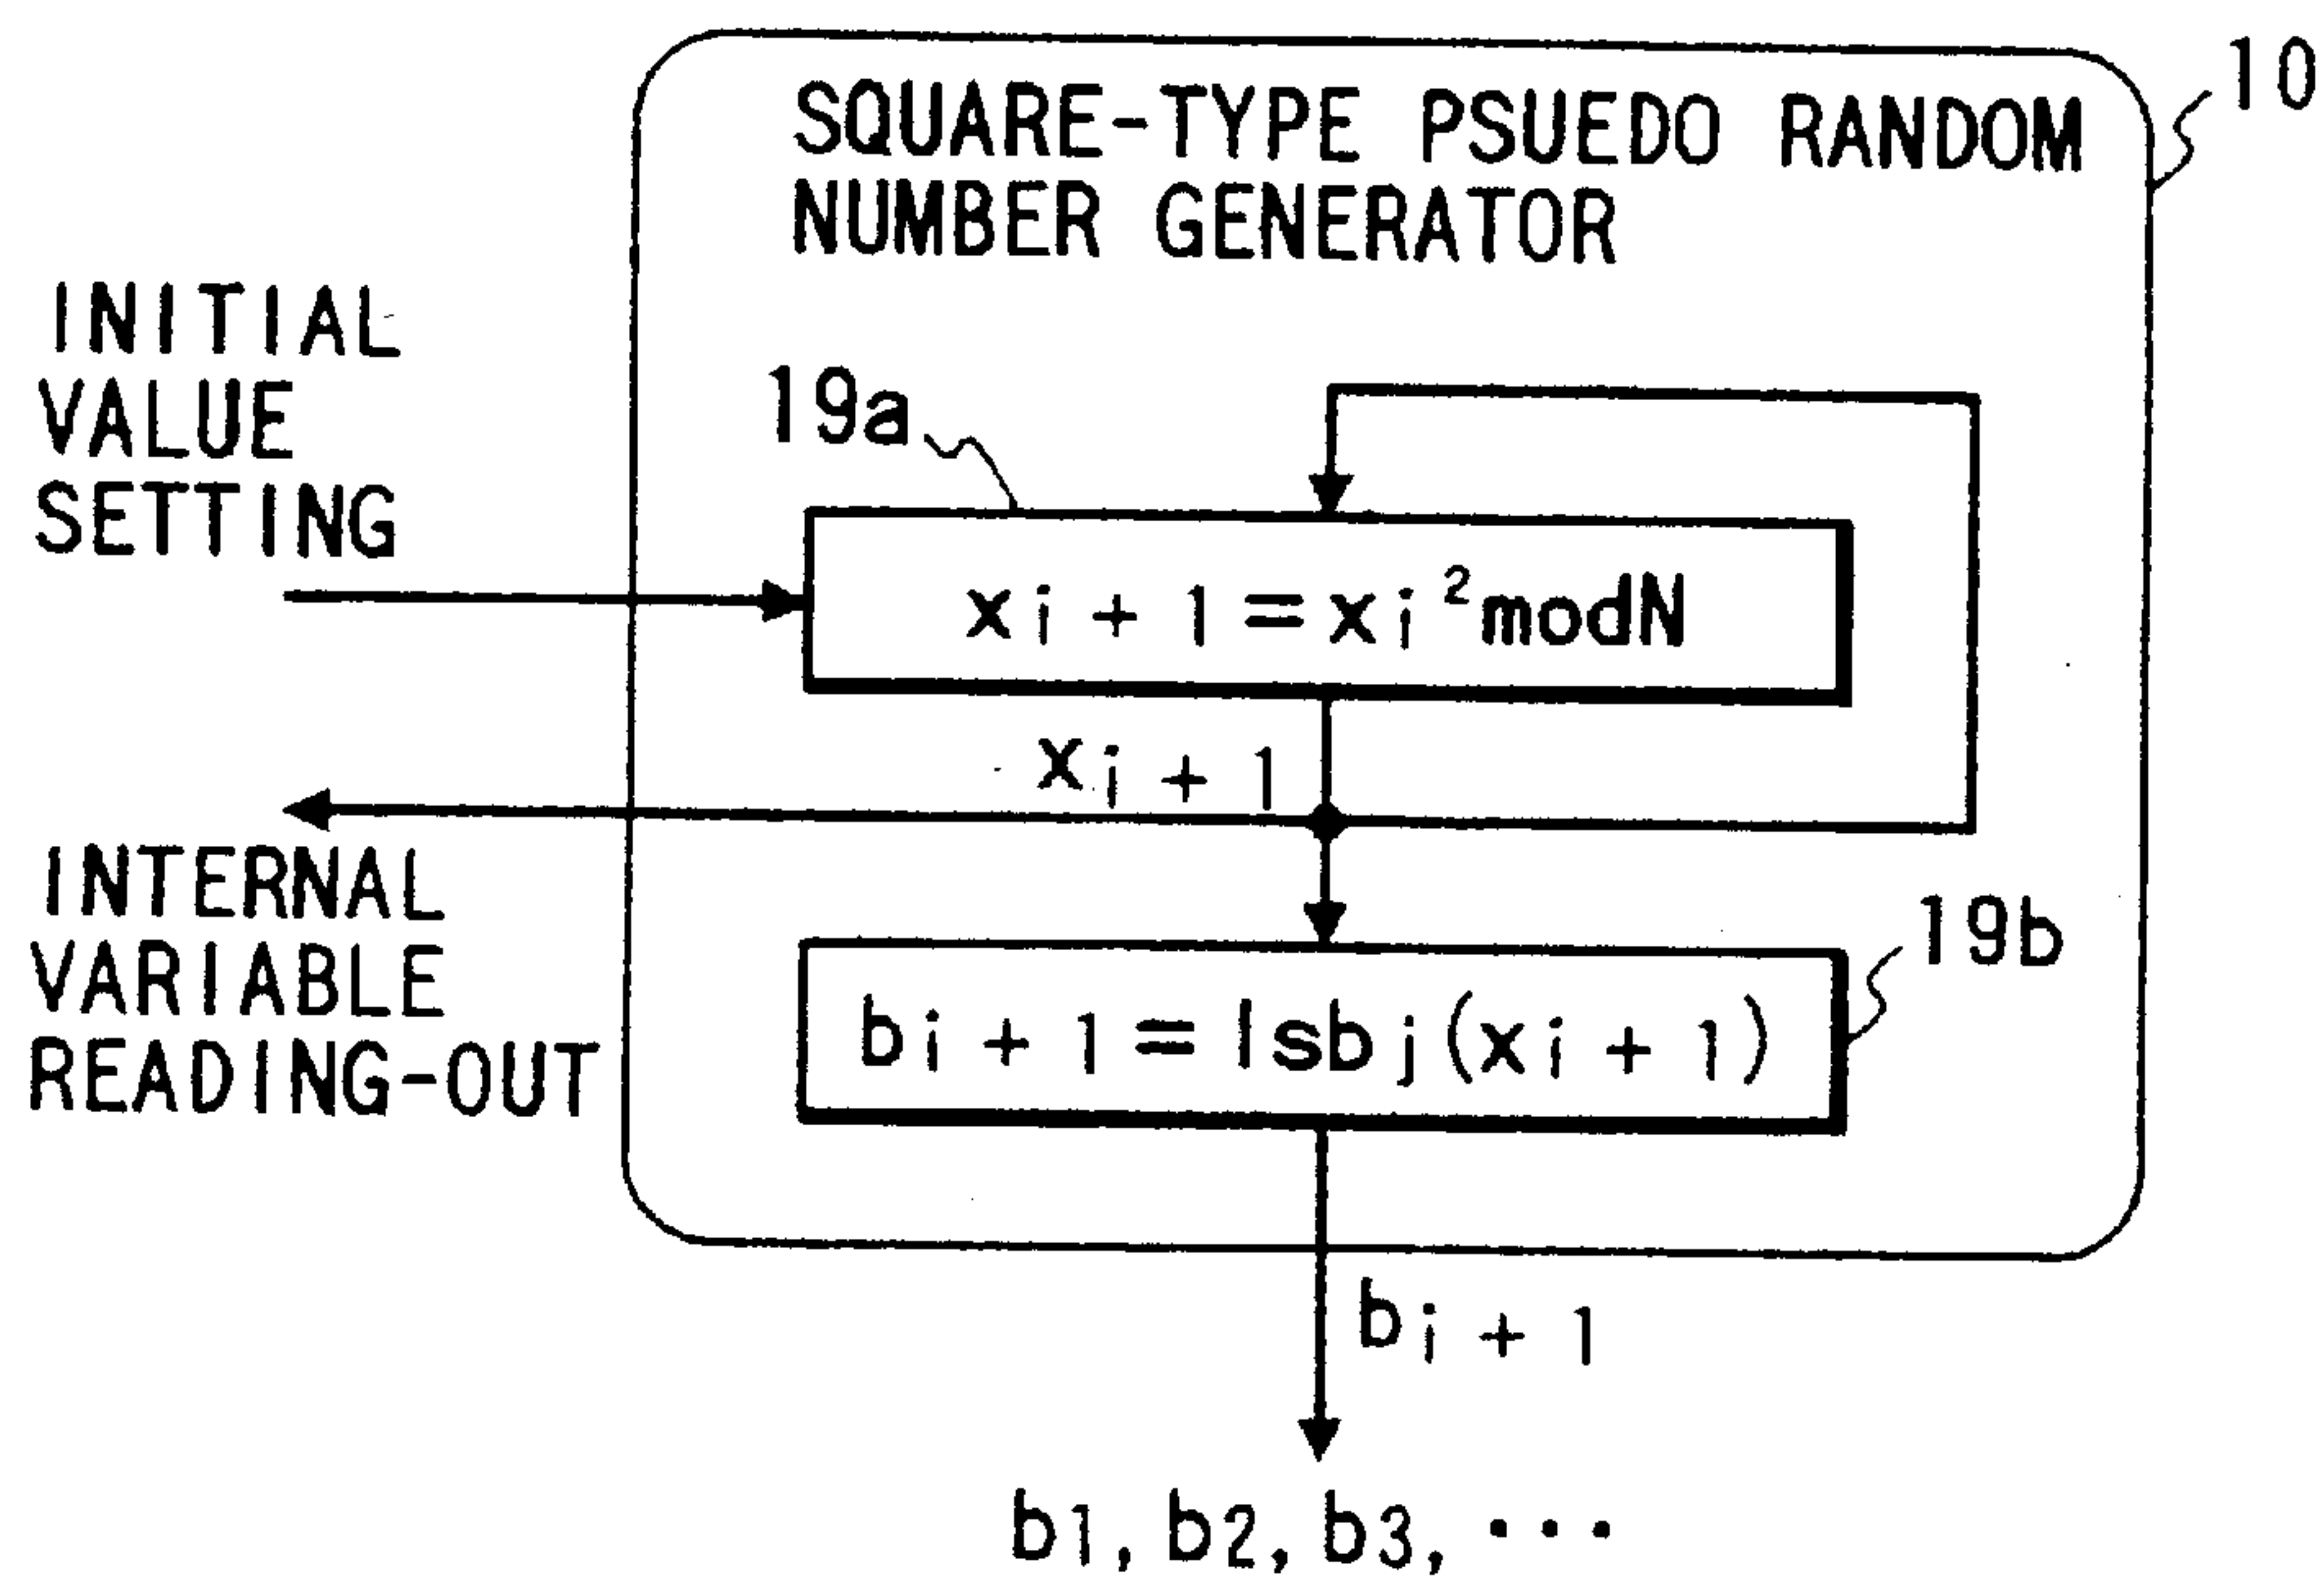 10
SQUARE-TYPE PSUEDO RANDOM
NUMBER GENERATOR
INITIAL
VALUE
SETTING
19a
xi + 1 = xi²modN
xi + 1
INTERNAL
VARIABLE
READING-OUT
19b
bi + 1 = lsbj(xi + 1)
bi + 1
b1, b2, b3, ···